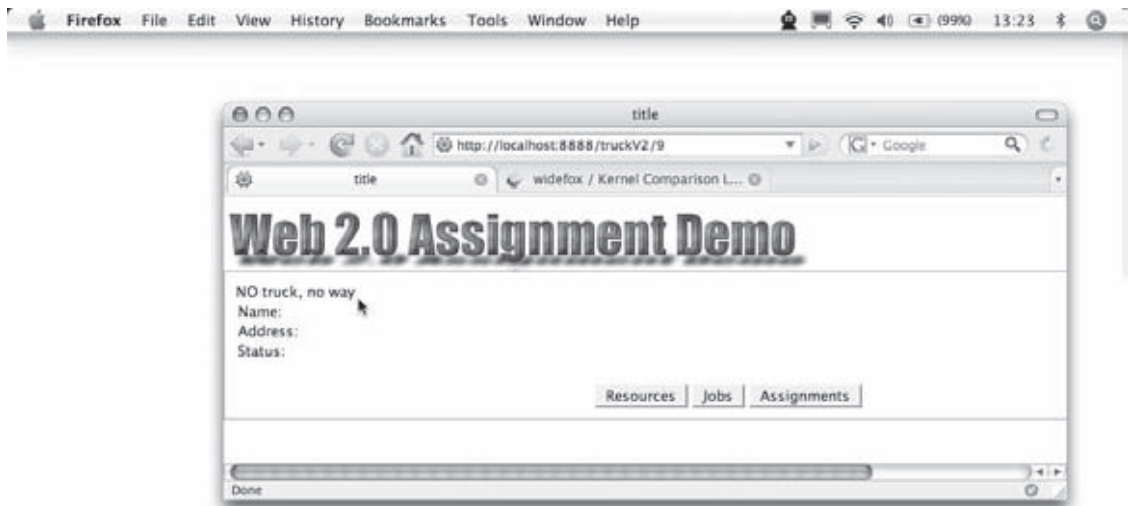 Firefox File Edit View History Bookmarks Tools Window Help (99%) 13:23
title
http://localhost:8888/truckV2/9 G Google
title widefox / Kernel Comparison L...
Web 2.0 Assignment Demo
NO truck, no way
Name:
Address:
Status:
Resources Jobs Assignments
Done